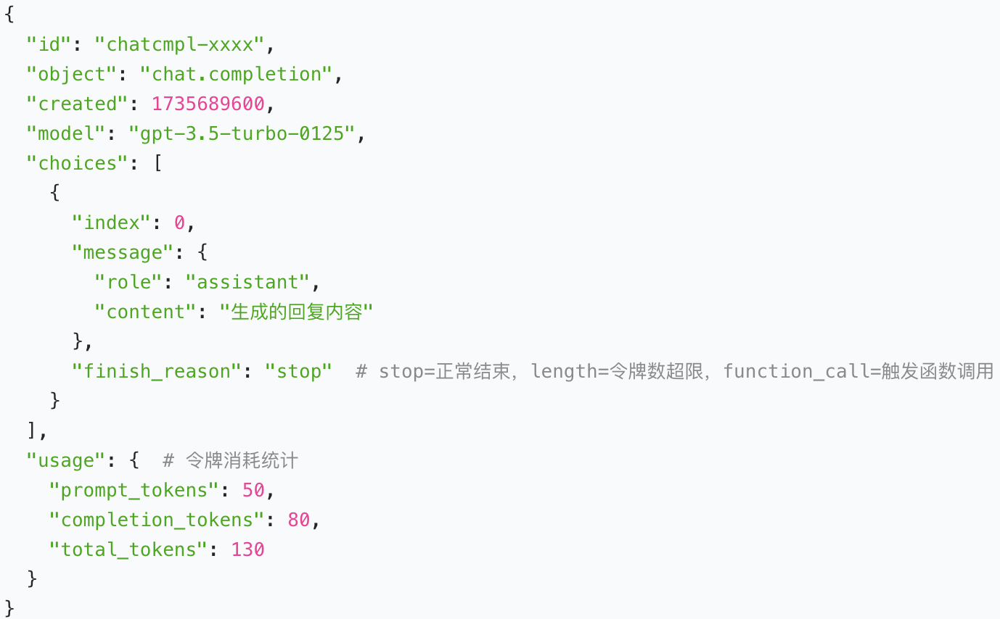 {
  "id": "chatcmpl-xxxx",
  "object": "chat.completion",
  "created": 1735689600,
  "model": "gpt-3.5-turbo-0125",
  "choices": [
    {
      "index": 0,
      "message": {
        "role": "assistant",
        "content": "生成的回复内容"
      },
      "finish_reason": "stop"  # stop=正常结束，length=令牌数超限，function_call=触发函数调用
    }
  ],
  "usage": {  # 令牌消耗统计
    "prompt_tokens": 50,
    "completion_tokens": 80,
    "total_tokens": 130
  }
}